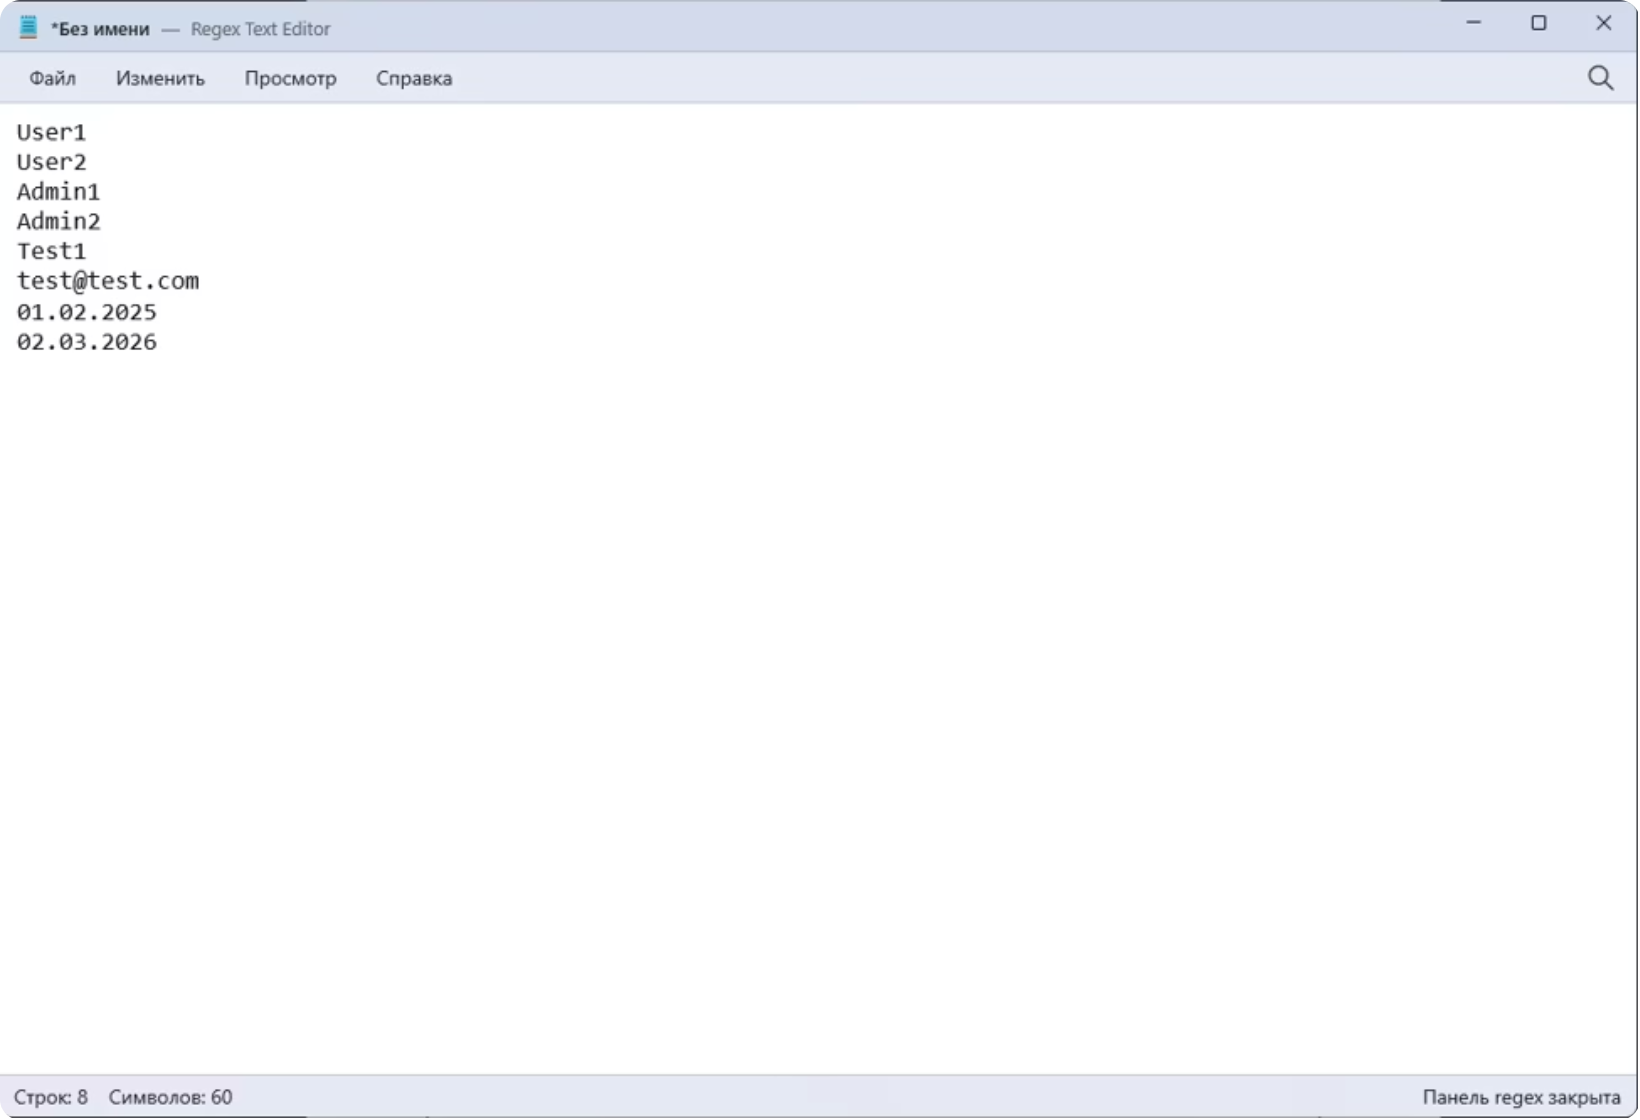 *Без имени — Regex Text Editor
Файл Изменить Просмотр Справка
User1
User2
Admin1
Admin2
Test1
test@test.com
01.02.2025
02.03.2026
Строк: 8 Символов: 60 Панель regex закрыта